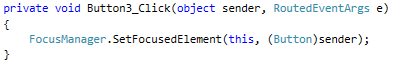 private void Button3_Click(object sender, RoutedEventArgs e)
{
    FocusManager.SetFocusedElement(this, (Button)sender);
}